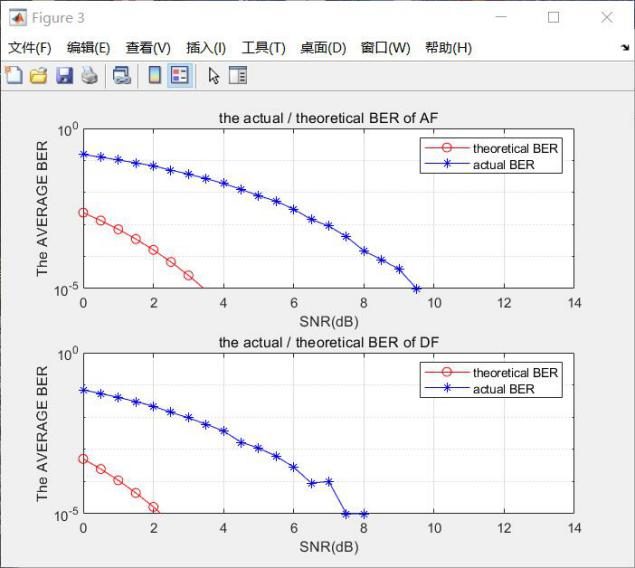 Figure 3
文件(F) 编辑(E) 查看(V) 插入(I) 工具(T) 桌面(D) 窗口(W) 帮助(H)
the actual / theoretical BER of AF
10^0
theoretical BER
actual BER
The AVERAGE BER
10^-5
0 2 4 6 8 10 12 14
SNR(dB)
the actual / theoretical BER of DF
10^0
theoretical BER
actual BER
The AVERAGE BER
10^-5
0 2 4 6 8 10 12 14
SNR(dB)